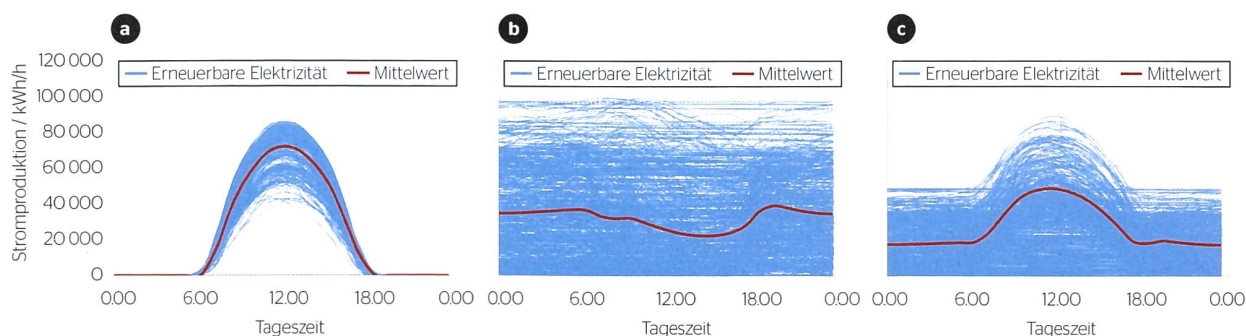 a
b
c
Stromproduktion / kWh/h
120 000
100 000
80 000
60 000
40 000
20 000
0
Erneuerbare Elektrizität
Mittelwert
Erneuerbare Elektrizität
Mittelwert
Erneuerbare Elektrizität
Mittelwert
0.00 6.00 12.00 18.00 0.00
0.00 6.00 12.00 18.00 0.00
0.00 6.00 12.00 18.00 0.00
Tageszeit
Tageszeit
Tageszeit